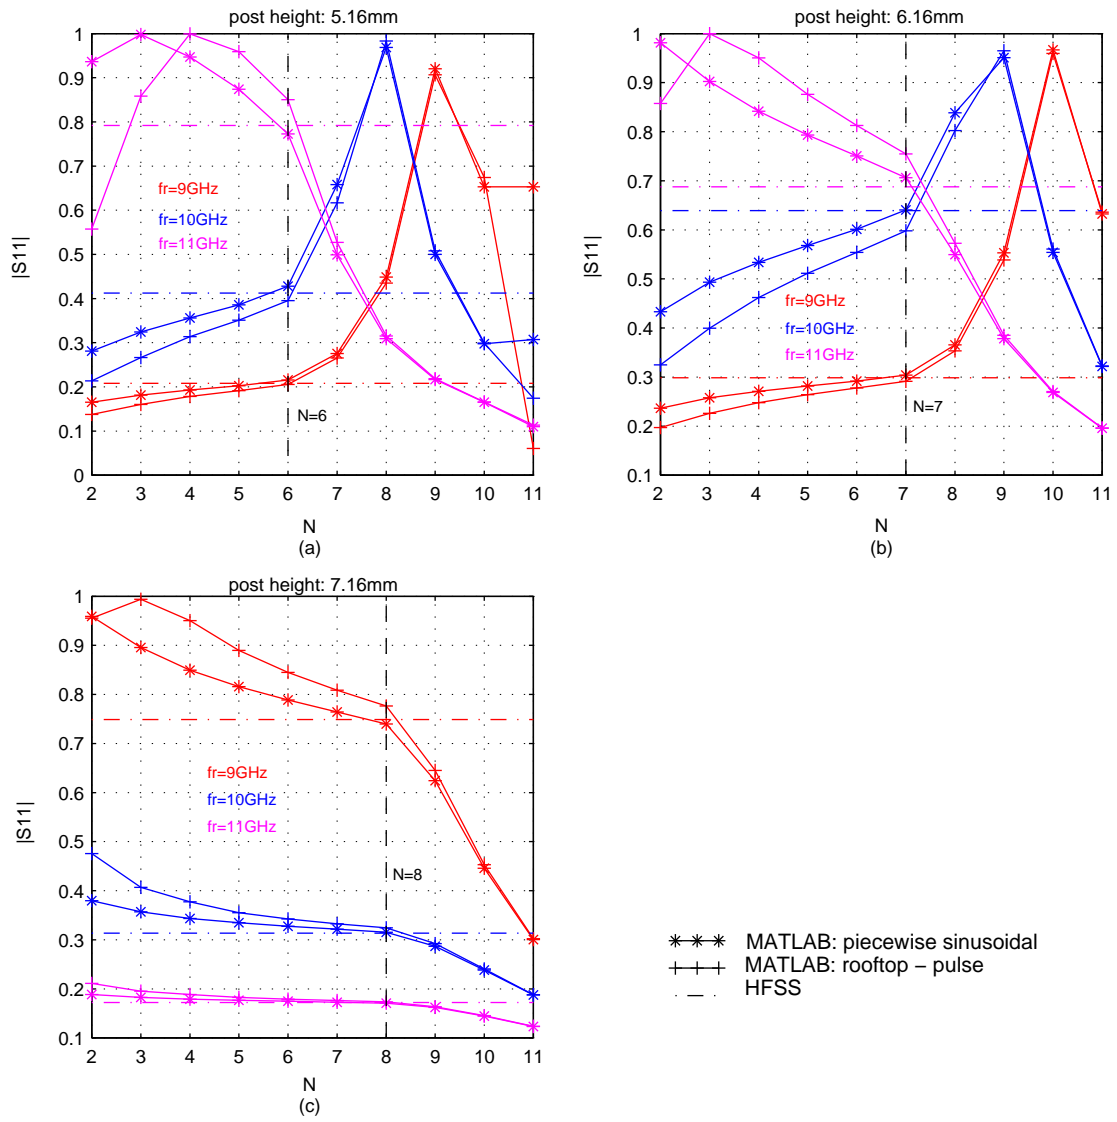 post height: 5.16mm
1
0.9
0.8
0.7
0.6
0.5
0.4
0.3
0.2
0.1
0
|S11|
fr=9GHz
fr=10GHz
fr=11GHz
N=6
2 3 4 5 6 7 8 9 10 11
N
(a)
post height: 6.16mm
1
0.9
0.8
0.7
0.6
0.5
0.4
0.3
0.2
0.1
|S11|
fr=9GHz
fr=10GHz
fr=11GHz
N=7
2 3 4 5 6 7 8 9 10 11
N
(b)
post height: 7.16mm
1
0.9
0.8
0.7
0.6
0.5
0.4
0.3
0.2
0.1
|S11|
fr=9GHz
fr=10GHz
fr=11GHz
N=8
2 3 4 5 6 7 8 9 10 11
N
(c)
MATLAB: piecewise sinusoidal
MATLAB: rooftop − pulse
HFSS